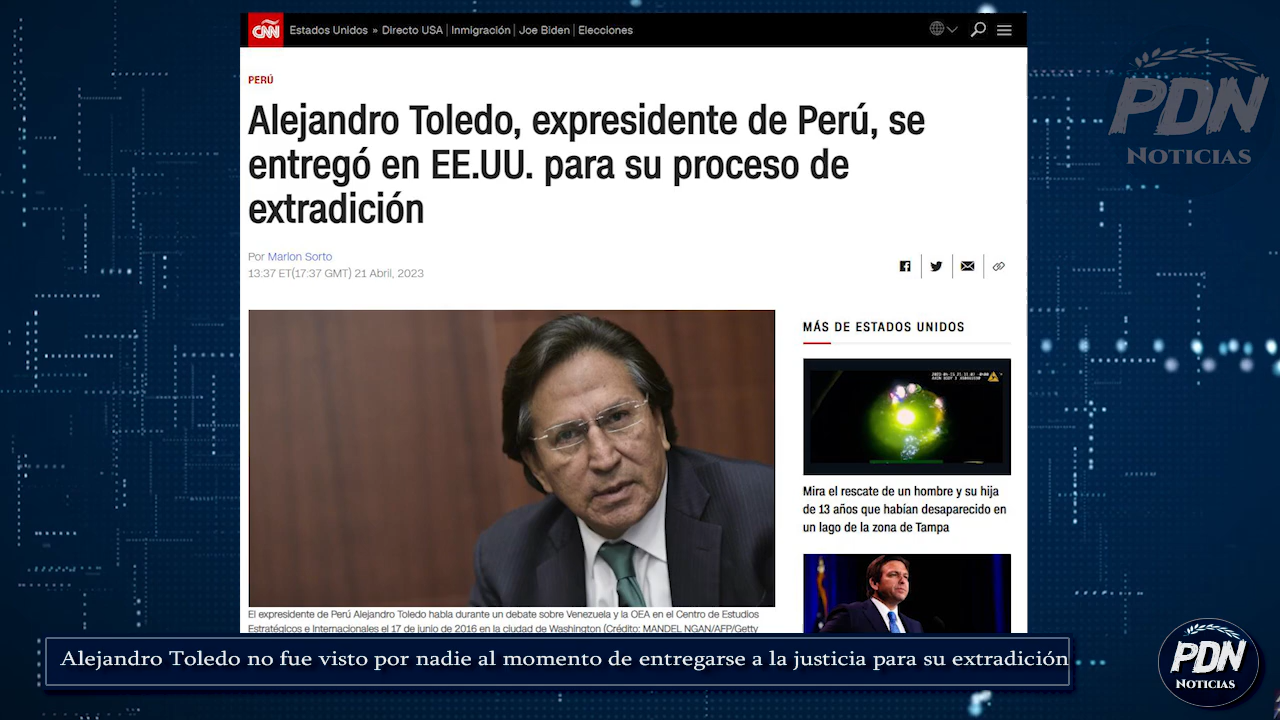 CNN
Estados Unidos » Directo USA | Inmigración | Joe Biden | Elecciones
PDN
NOTICIAS
PERÚ
Alejandro Toledo, expresidente de Perú, se
entregó en EE.UU. para su proceso de
extradición
Por Marlon Sorto
13:37 ET(17:37 GMT) 21 Abril, 2023
MÁS DE ESTADOS UNIDOS
Mira el rescate de un hombre y su hija
de 13 años que habían desaparecido en
un lago de la zona de Tampa
El expresidente de Perú Alejandro Toledo habla durante un debate sobre Venezuela y la OEA en el Centro de Estudios
Estratégicos e Internacionales el 17 de junio de 2016 en la ciudad de Washington (Crédito: MANDEL NGAN/AFP/Getty
Alejandro Toledo no fue visto por nadie al momento de entregarse a la justicia para su extradición
PDN
NOTICIAS